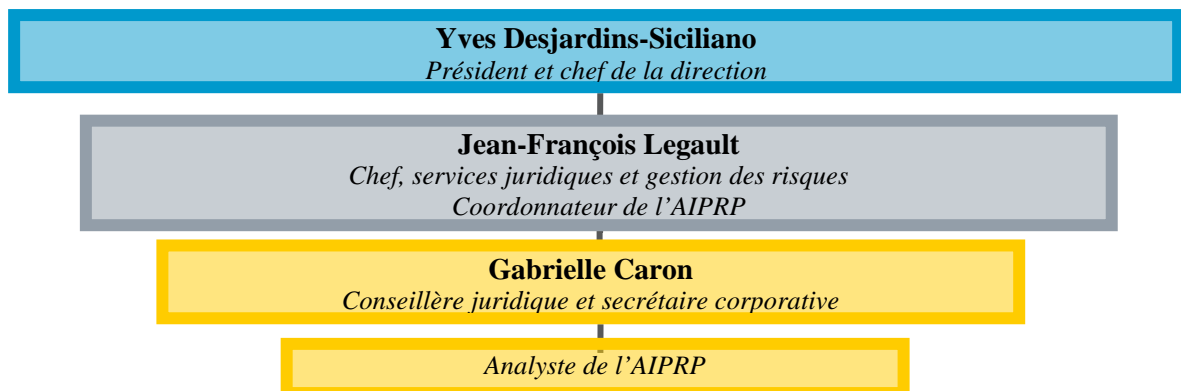 Yves Desjardins-Siciliano
Président et chef de la direction
Jean-François Legault
Chef, services juridiques et gestion des risques
Coordonnateur de l’AIPRP
Gabrielle Caron
Conseillère juridique et secrétaire corporative
Analyste de l’AIPRP